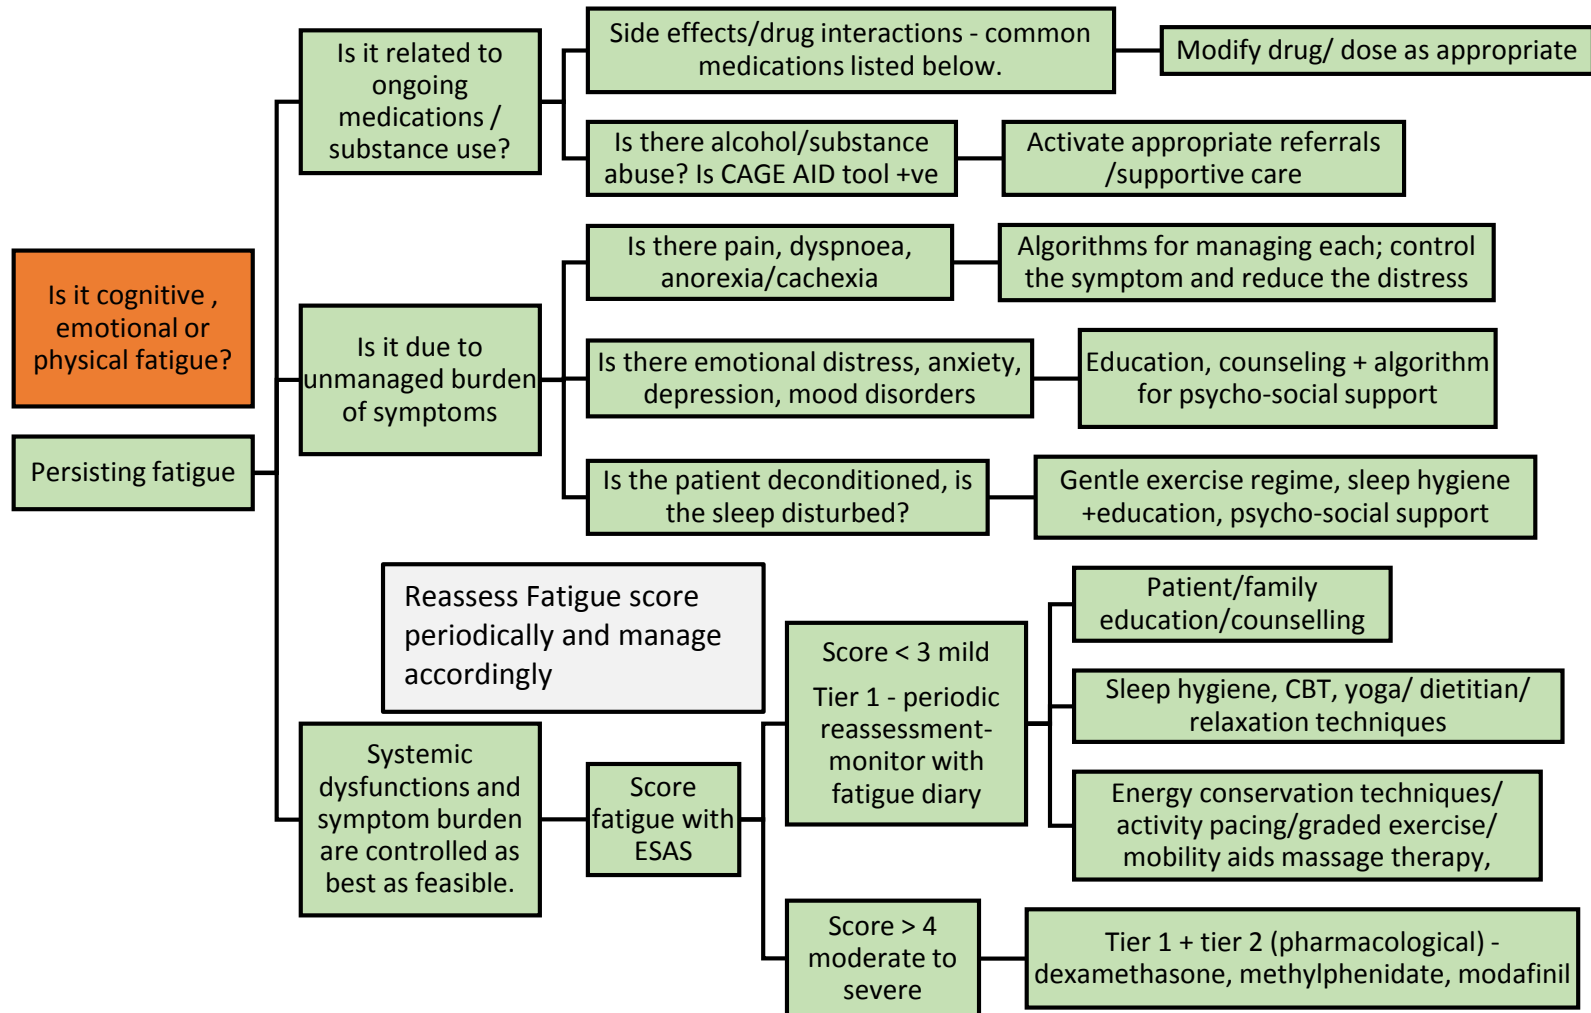 Is it cognitive ,
emotional or
physical fatigue?
Persisting fatigue
Is it related to
ongoing
medications /
substance use?
Side effects/drug interactions - common
medications listed below.
Modify drug/ dose as appropriate
Is there alcohol/substance
abuse? Is CAGE AID tool +ve
Activate appropriate referrals
/supportive care
Is it due to
unmanaged burden
of symptoms
Is there pain, dyspnoea,
anorexia/cachexia
Algorithms for managing each; control
the symptom and reduce the distress
Is there emotional distress, anxiety,
depression, mood disorders
Education, counseling + algorithm
for psycho-social support
Is the patient deconditioned, is
the sleep disturbed?
Gentle exercise regime, sleep hygiene
+education, psycho-social support
Reassess Fatigue score
periodically and manage
accordingly
Systemic
dysfunctions and
symptom burden
are controlled as
best as feasible.
Score
fatigue with
ESAS
Score < 3 mild
Tier 1 - periodic
reassessment-
monitor with
fatigue diary
Patient/family
education/counselling
Sleep hygiene, CBT, yoga/ dietitian/
relaxation techniques
Energy conservation techniques/
activity pacing/graded exercise/
mobility aids massage therapy,
Score > 4
moderate to
severe
Tier 1 + tier 2 (pharmacological) -
dexamethasone, methylphenidate, modafinil